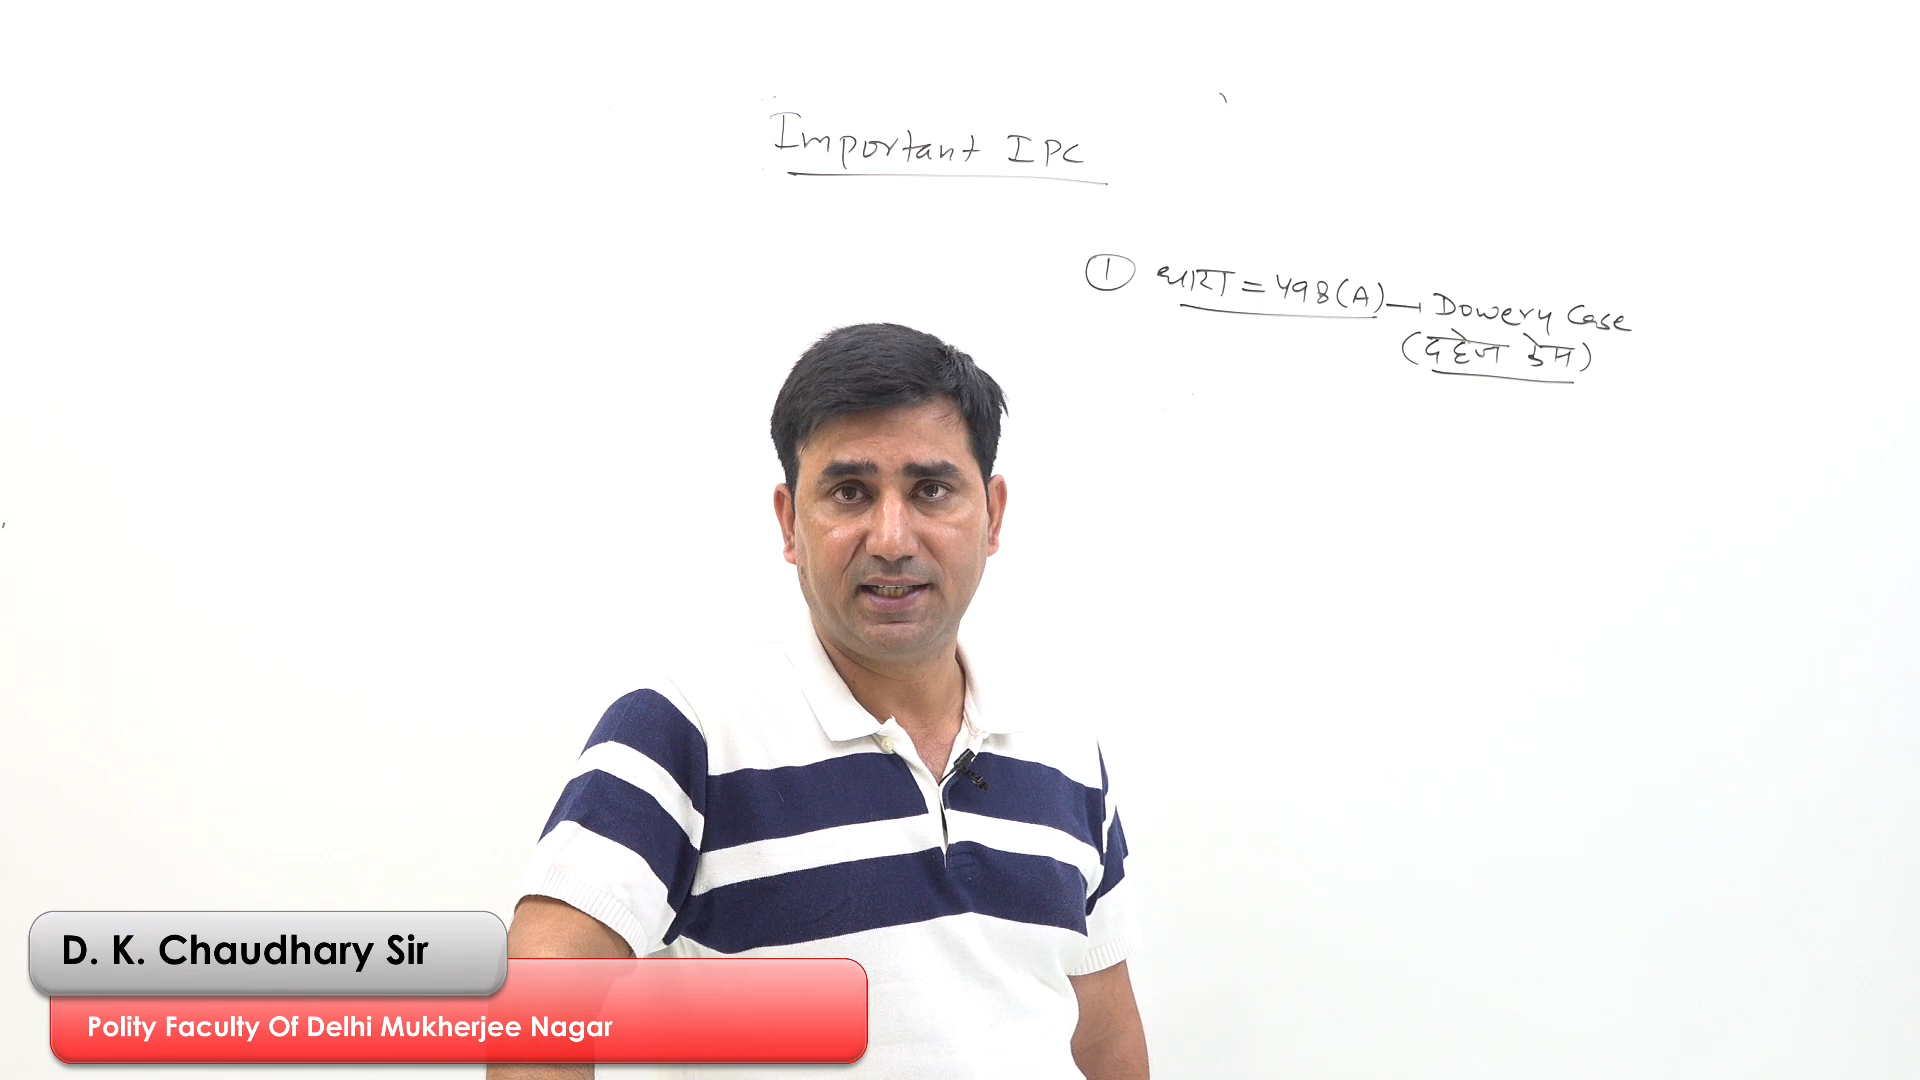 Important IPC
① धारा = 498(A) → Dowery Case
(दहेज केस)
D. K. Chaudhary Sir
Polity Faculty Of Delhi Mukherjee Nagar